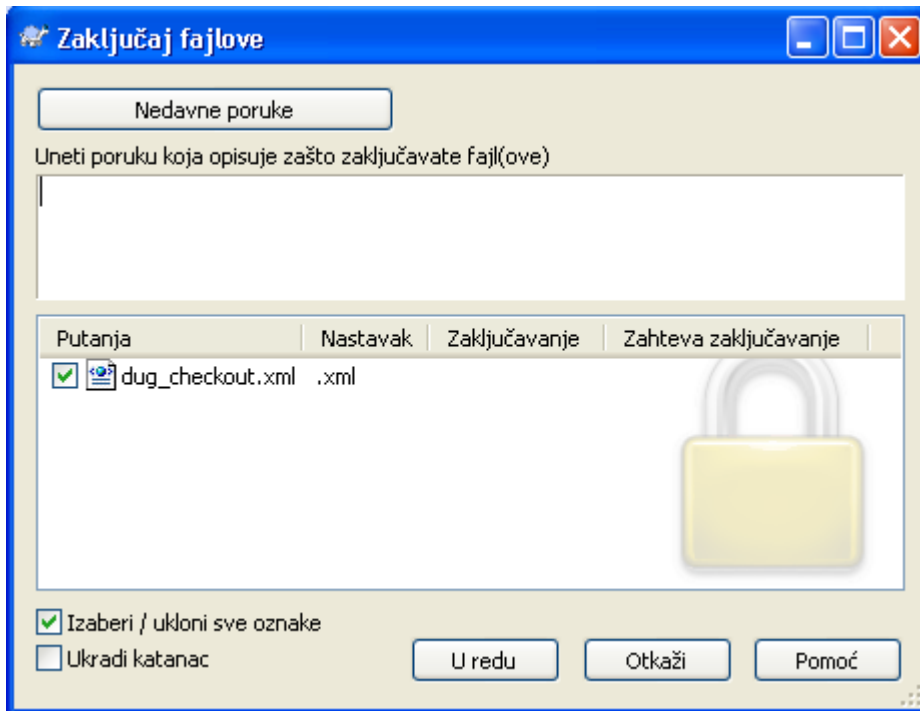 Zaključaj fajlove
Nedavne poruke
Uneti poruku koja opisuje zašto zaključavate fajl(ove)
Putanja Nastavak Zaključavanje Zahteva zaključavanje
dug_checkout.xml .xml
Izaberi / ukloni sve oznake
Ukradi katanac
U redu Otkaži Pomoć